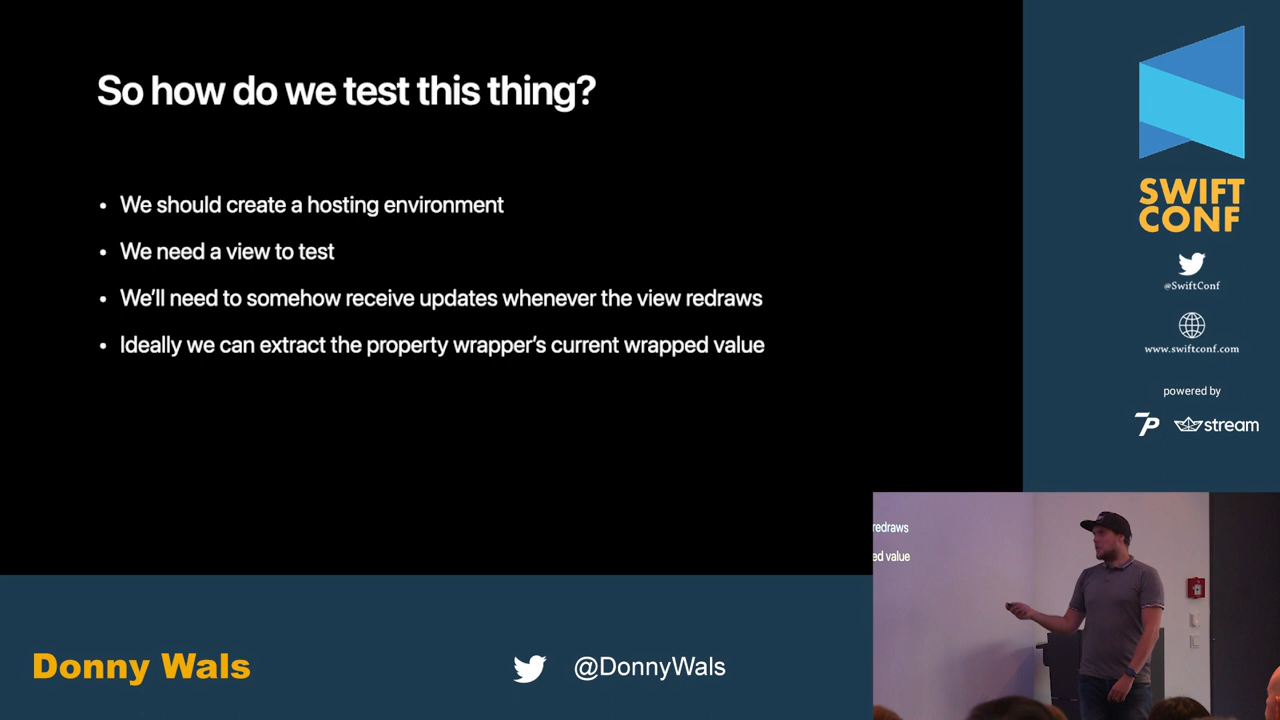 So how do we test this thing?
• We should create a hosting environment
• We need a view to test
• We'll need to somehow receive updates whenever the view redraws
• Ideally we can extract the property wrapper's current wrapped value
SWIFT
CONF
@SwiftConf
www.swiftconf.com
powered by
7P stream
redraws
ed value
Donny Wals
@DonnyWals